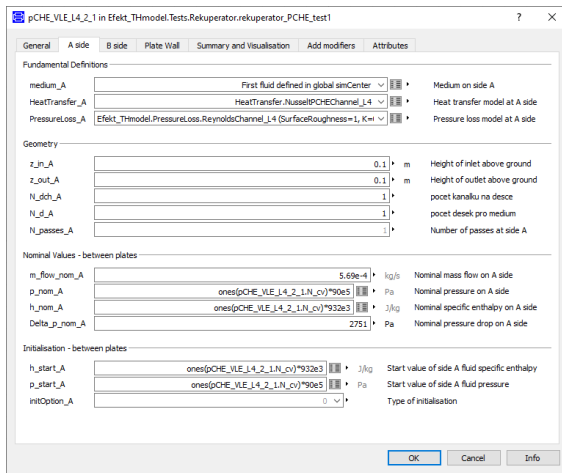 pCHE_VLE_L4_2_1 in Efekt_THmodel.Tests.Rekuperator.rekuperator_PCHE_test1 ? ×
General A side B side Plate Wall Summary and Visualisation Add modifiers Attributes
Fundamental Definitions
medium_A First fluid defined in global simCenter Medium on side A
HeatTransfer_A HeatTransfer.NusseltPCHEChannel_L4 Heat transfer model at A side
PressureLoss_A Efekt_THmodel.PressureLoss.ReynoldsChannel_L4 (SurfaceRoughness=1, K=( Pressure loss model at A side
Geometry
z_in_A 0.1 m Height of inlet above ground
z_out_A 0.1 m Height of outlet above ground
N_dch_A 1 pocet kanalku na desce
N_d_A 1 pocet desek pro medium
N_passes_A 1 Number of passes at side A
Nominal Values - between plates
m_flow_nom_A 5.69e-4 kg/s Nominal mass flow on A side
p_nom_A ones(pCHE_VLE_L4_2_1.N_cv)*90e5 Pa Nominal pressure on A side
h_nom_A ones(pCHE_VLE_L4_2_1.N_cv)*932e3 J/kg Nominal specific enthalpy on A side
Delta_p_nom_A 2751 Pa Nominal pressure drop on A side
Initialisation - between plates
h_start_A ones(pCHE_VLE_L4_2_1.N_cv)*932e3 J/kg Start value of side A fluid specific enthalpy
p_start_A ones(pCHE_VLE_L4_2_1.N_cv)*90e5 Pa Start value of side A fluid pressure
initOption_A 0 Type of initialisation
OK Cancel Info